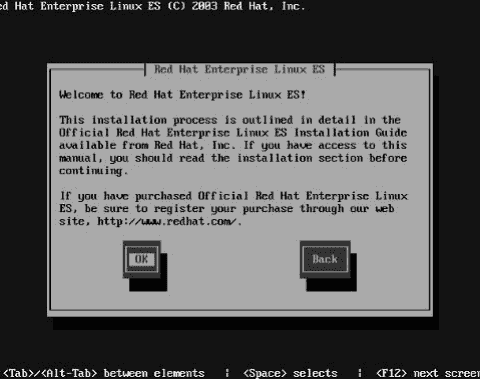 ed Hat Enterprise Linux ES (C) 2003 Red Hat, Inc.
Red Hat Enterprise Linux ES
Welcome to Red Hat Enterprise Linux ES!
This installation process is outlined in detail in the
Official Red Hat Enterprise Linux ES Installation Guide
available from Red Hat, Inc. If you have access to this
manual, you should read the installation section before
continuing.
If you have purchased Official Red Hat Enterprise Linux
ES, be sure to register your purchase through our web
site, http://www.redhat.com/.
OK Back
<Tab>/<Alt-Tab> between elements | <Space> selects | <F12> next screen